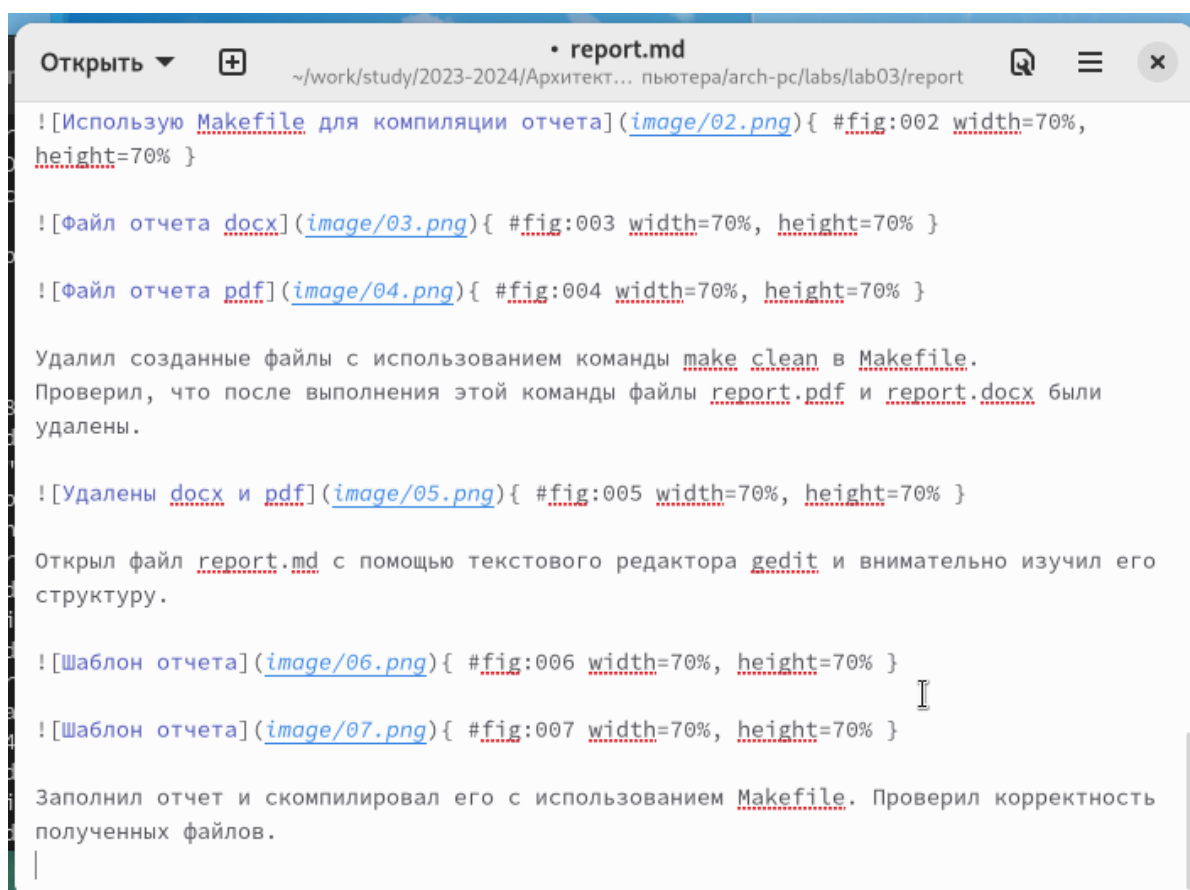 Открыть
• report.md
~/work/study/2023-2024/Архитект… пьютера/arch-pc/labs/lab03/report
![Использую Makefile для компиляции отчета](image/02.png){ #fig:002 width=70%,
height=70% }
![Файл отчета docx](image/03.png){ #fig:003 width=70%, height=70% }
![Файл отчета pdf](image/04.png){ #fig:004 width=70%, height=70% }
Удалил созданные файлы с использованием команды make clean в Makefile.
Проверил, что после выполнения этой команды файлы report.pdf и report.docx были
удалены.
![Удалены docx и pdf](image/05.png){ #fig:005 width=70%, height=70% }
Открыл файл report.md с помощью текстового редактора gedit и внимательно изучил его
структуру.
![Шаблон отчета](image/06.png){ #fig:006 width=70%, height=70% }
![Шаблон отчета](image/07.png){ #fig:007 width=70%, height=70% }
Заполнил отчет и скомпилировал его с использованием Makefile. Проверил корректность
полученных файлов.